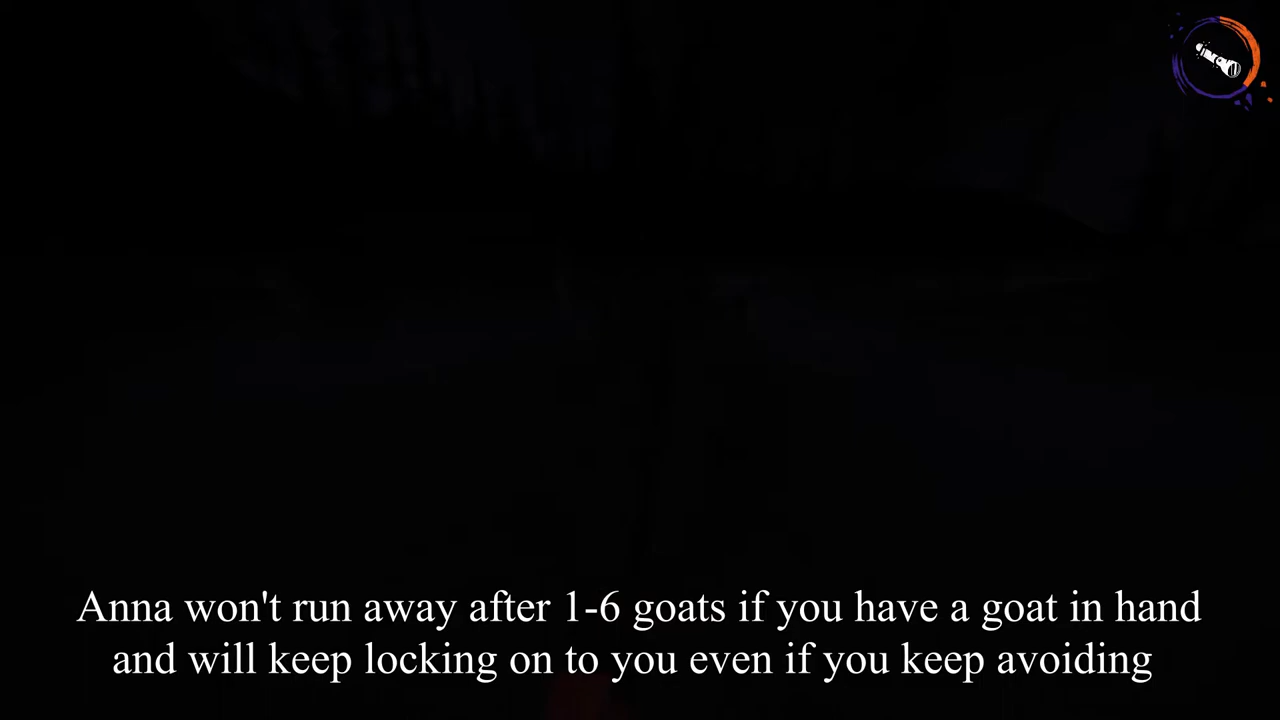 Anna won't run away after 1-6 goats if you have a goat in hand
and will keep locking on to you even if you keep avoiding